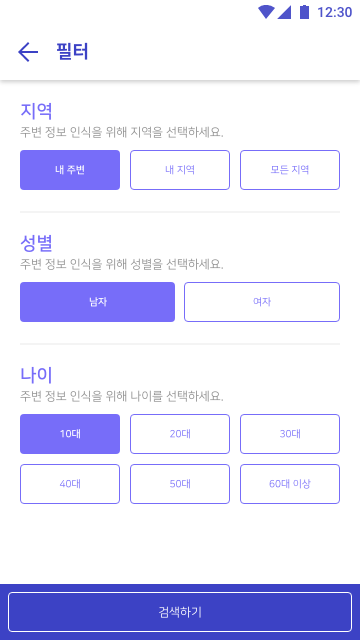 12:30
필터
지역
주변 정보 인식을 위해 지역을 선택하세요.
내 주변
내 지역
모든 지역
성별
주변 정보 인식을 위해 성별을 선택하세요.
남자
여자
나이
주변 정보 인식을 위해 나이를 선택하세요.
10대
20대
30대
40대
50대
60대 이상
검색하기